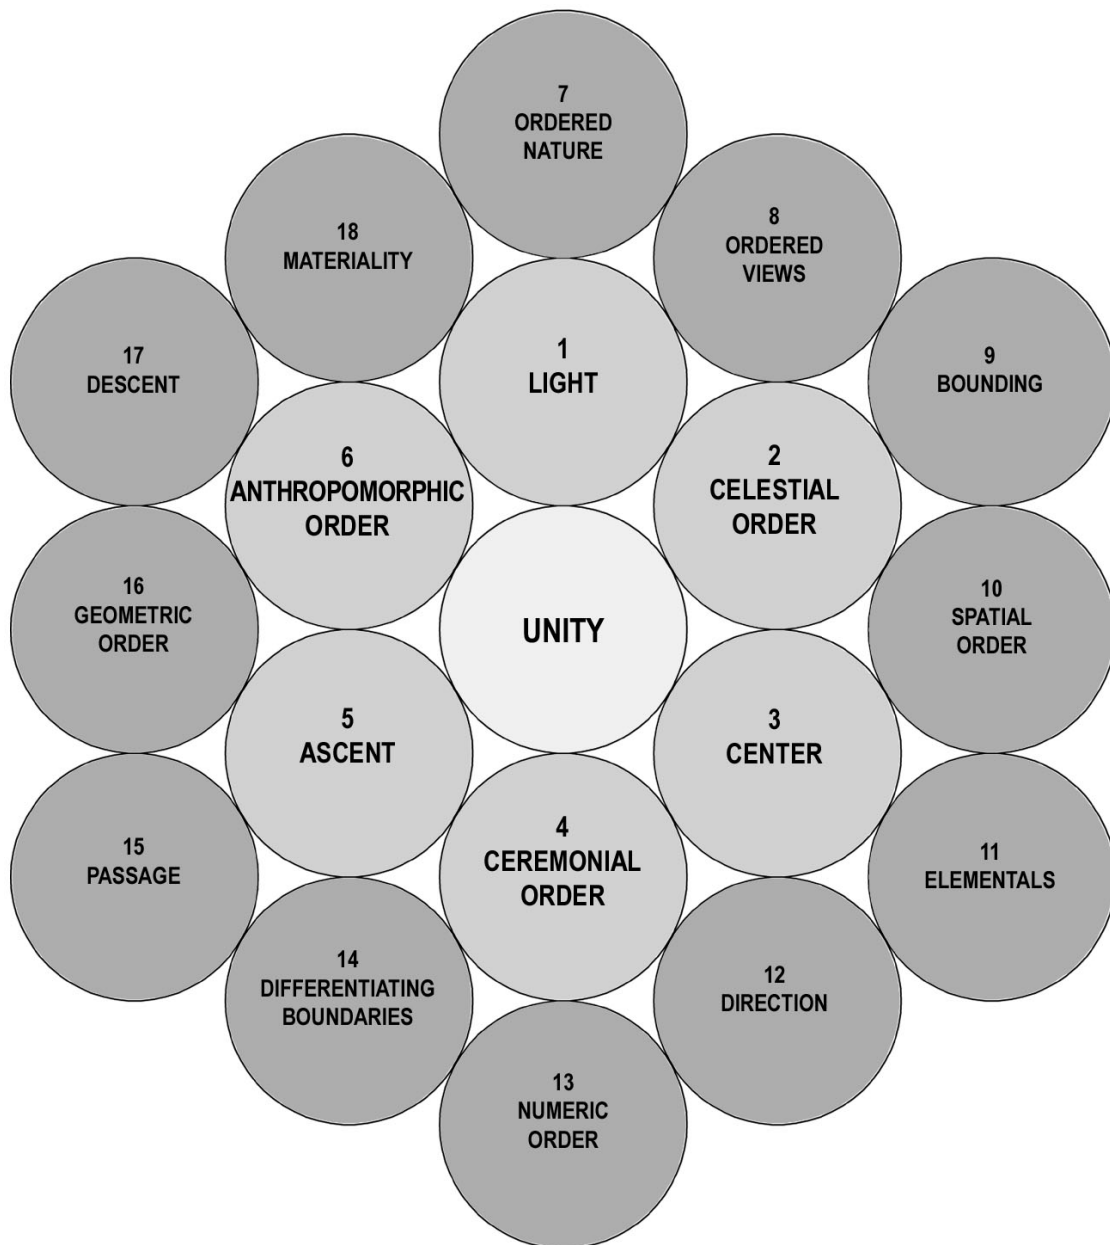 7
ORDERED
NATURE
18
MATERIALITY
8
ORDERED
VIEWS
17
DESCENT
1
LIGHT
9
BOUNDING
6
ANTHROPOMORPHIC
ORDER
2
CELESTIAL
ORDER
16
GEOMETRIC
ORDER
UNITY
10
SPATIAL
ORDER
5
ASCENT
3
CENTER
15
PASSAGE
4
CEREMONIAL
ORDER
11
ELEMENTALS
14
DIFFERENTIATING
BOUNDARIES
12
DIRECTION
13
NUMERIC
ORDER